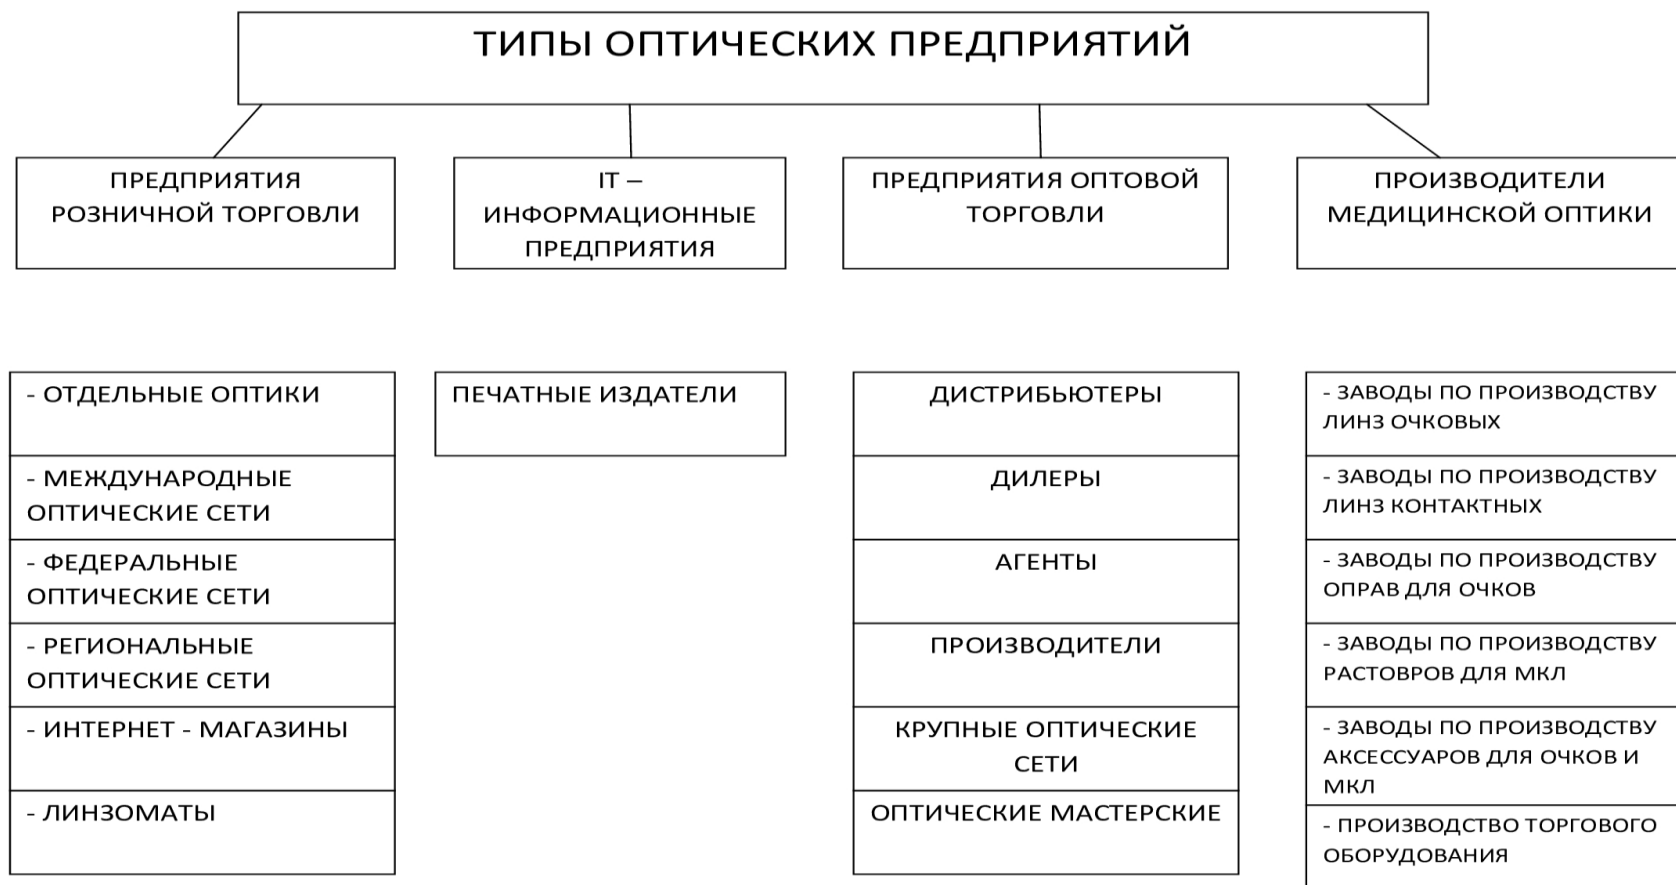 ТИПЫ ОПТИЧЕСКИХ ПРЕДПРИЯТИЙ
ПРЕДПРИЯТИЯ
РОЗНИЧНОЙ ТОРГОВЛИ
IT –
ИНФОРМАЦИОННЫЕ
ПРЕДПРИЯТИЯ
ПРЕДПРИЯТИЯ ОПТОВОЙ
ТОРГОВЛИ
ПРОИЗВОДИТЕЛИ
МЕДИЦИНСКОЙ ОПТИКИ
- ОТДЕЛЬНЫЕ ОПТИКИ
- МЕЖДУНАРОДНЫЕ
ОПТИЧЕСКИЕ СЕТИ
- ФЕДЕРАЛЬНЫЕ
ОПТИЧЕСКИЕ СЕТИ
- РЕГИОНАЛЬНЫЕ
ОПТИЧЕСКИЕ СЕТИ
- ИНТЕРНЕТ - МАГАЗИНЫ
- ЛИНЗОМАТЫ
ПЕЧАТНЫЕ ИЗДАТЕЛИ
ДИСТРИБЬЮТЕРЫ
ДИЛЕРЫ
АГЕНТЫ
ПРОИЗВОДИТЕЛИ
КРУПНЫЕ ОПТИЧЕСКИЕ
СЕТИ
ОПТИЧЕСКИЕ МАСТЕРСКИЕ
- ЗАВОДЫ ПО ПРОИЗВОДСТВУ
ЛИНЗ ОЧКОВЫХ
- ЗАВОДЫ ПО ПРОИЗВОДСТВУ
ЛИНЗ КОНТАКТНЫХ
- ЗАВОДЫ ПО ПРОИЗВОДСТВУ
ОПРАВ ДЛЯ ОЧКОВ
- ЗАВОДЫ ПО ПРОИЗВОДСТВУ
РАСТОВРОВ ДЛЯ МКЛ
- ЗАВОДЫ ПО ПРОИЗВОДСТВУ
АКСЕССУАРОВ ДЛЯ ОЧКОВ И
МКЛ
- ПРОИЗВОДСТВО ТОРГОВОГО
ОБОРУДОВАНИЯ